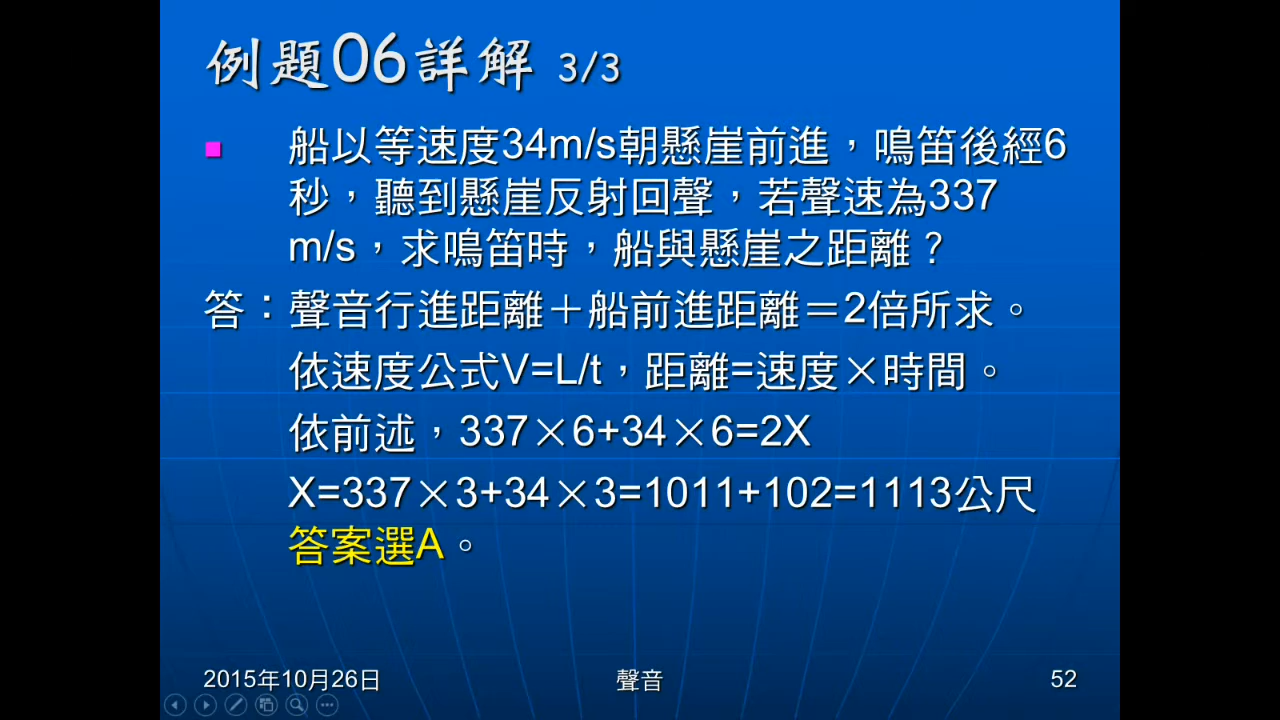 例題06詳解 3/3
船以等速度34m/s朝懸崖前進，鳴笛後經6
秒，聽到懸崖反射回聲，若聲速為337
m/s，求鳴笛時，船與懸崖之距離？
答：聲音行進距離＋船前進距離＝2倍所求。
依速度公式V=L/t，距離=速度×時間。
依前述，337×6+34×6=2X
X=337×3+34×3=1011+102=1113公尺
答案選A。
2015年10月26日 聲音 52